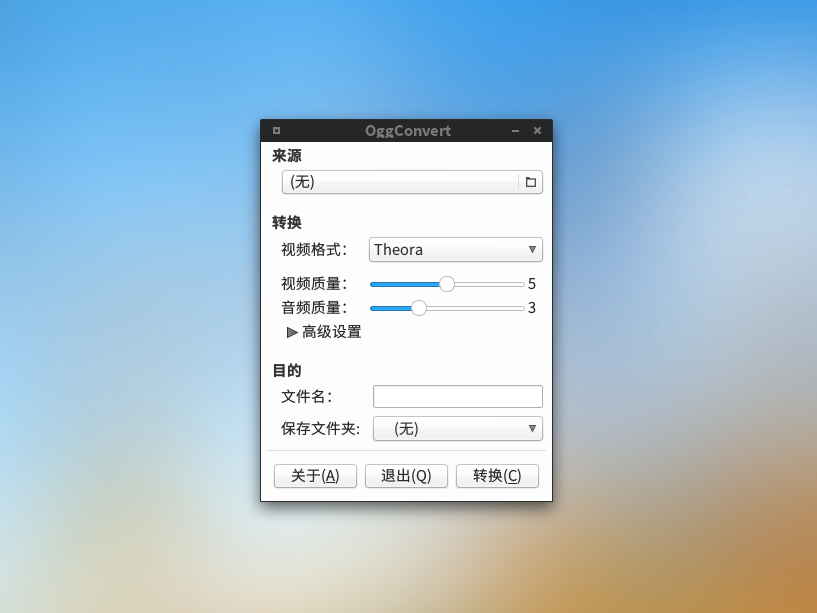 OggConvert
来源
(无)
转换
视频格式： Theora
视频质量： 5
音频质量： 3
高级设置
目的
文件名：
保存文件夹: (无)
关于(A) 退出(Q) 转换(C)